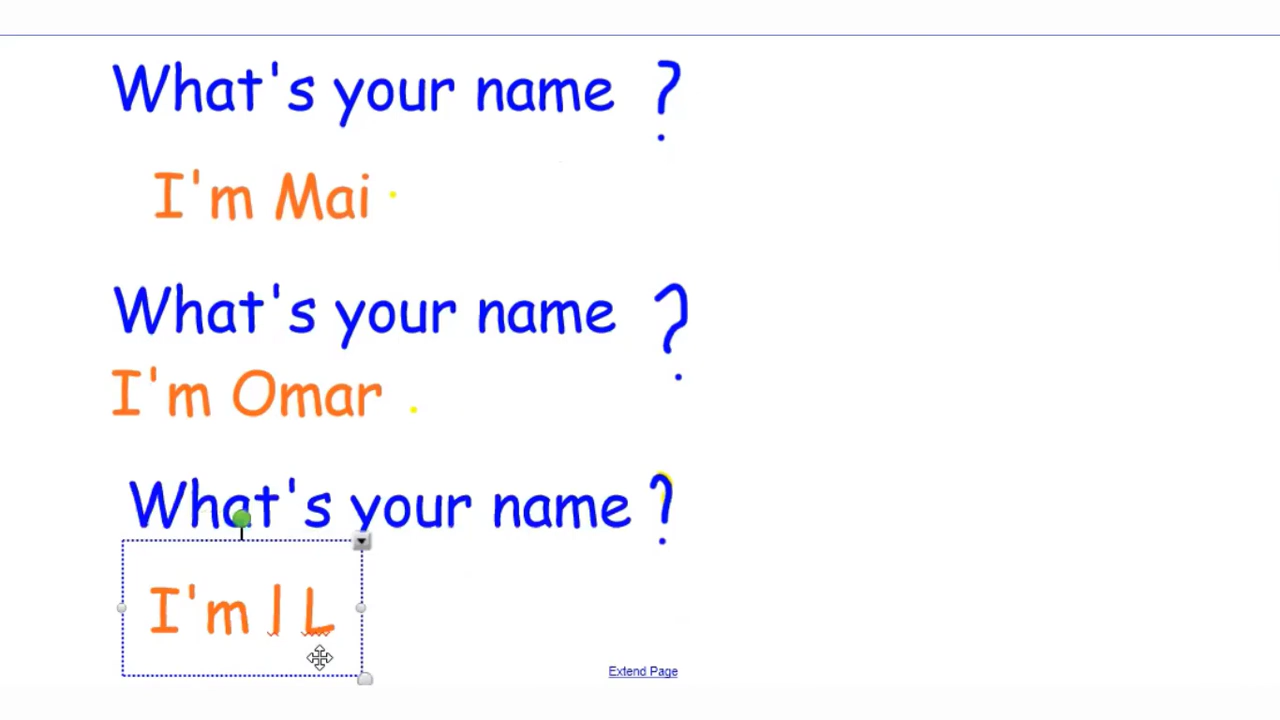 What's your name ?
I'm Mai .
What's your name ?
I'm Omar .
What's your name ?
I'm l L
Extend Page